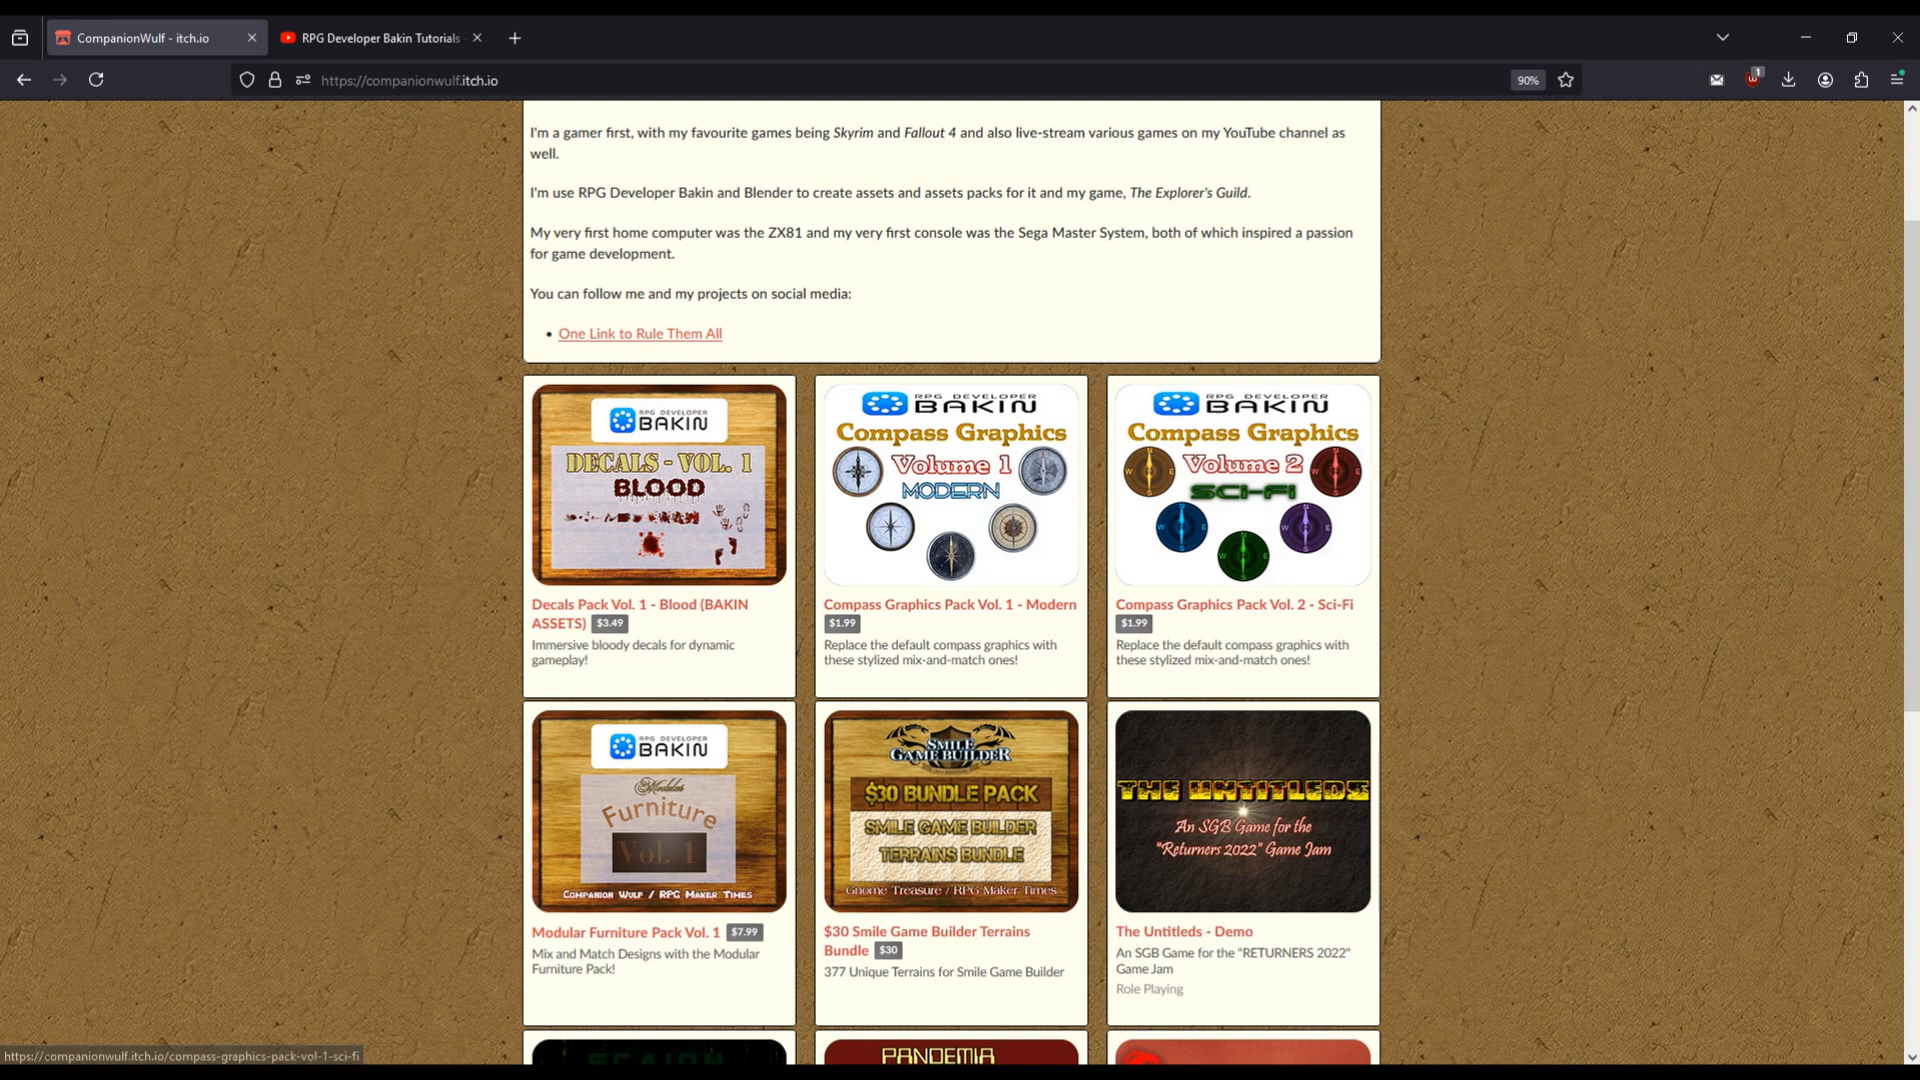 CompanionWulf - itch.io
RPG Developer Bakin Tutorials
https://companionwulf.itch.io
90%
1
I'm a gamer first, with my favourite games being Skyrim and Fallout 4 and also live-stream various games on my YouTube channel as
well.
I'm use RPG Developer Bakin and Blender to create assets and assets packs for it and my game, The Explorer's Guild.
My very first home computer was the ZX81 and my very first console was the Sega Master System, both of which inspired a passion
for game development.
You can follow me and my projects on social media:
• One Link to Rule Them All
RPG DEVELOPER
BAKIN
DECALS - VOL. 1
BLOOD
Decals Pack Vol. 1 - Blood (BAKIN
ASSETS) $3.49
Immersive bloody decals for dynamic
gameplay!
RPG DEVELOPER
BAKIN
Compass Graphics
Volume 1
MODERN
Compass Graphics Pack Vol. 1 - Modern
$1.99
Replace the default compass graphics with
these stylized mix-and-match ones!
RPG DEVELOPER
BAKIN
Compass Graphics
Volume 2
SCI-FI
Compass Graphics Pack Vol. 2 - Sci-Fi
$1.99
Replace the default compass graphics with
these stylized mix-and-match ones!
RPG DEVELOPER
BAKIN
Modular
Furniture
Vol. 1
Companion Wulf / RPG Maker Times
Modular Furniture Pack Vol. 1 $7.99
Mix and Match Designs with the Modular
Furniture Pack!
SMILE
GAME BUILDER
$30 BUNDLE PACK
SMILE GAME BUILDER
TERRAINS BUNDLE
Gnome Treasure / RPG Maker Times
$30 Smile Game Builder Terrains
Bundle $30
377 Unique Terrains for Smile Game Builder
THE UNTITLEDS
An SGB Game for the
"Returners 2022" Game Jam
The Untitleds - Demo
An SGB Game for the "RETURNERS 2022"
Game Jam
Role Playing
PANDEMIA
https://companionwulf.itch.io/compass-graphics-pack-vol-1-sci-fi